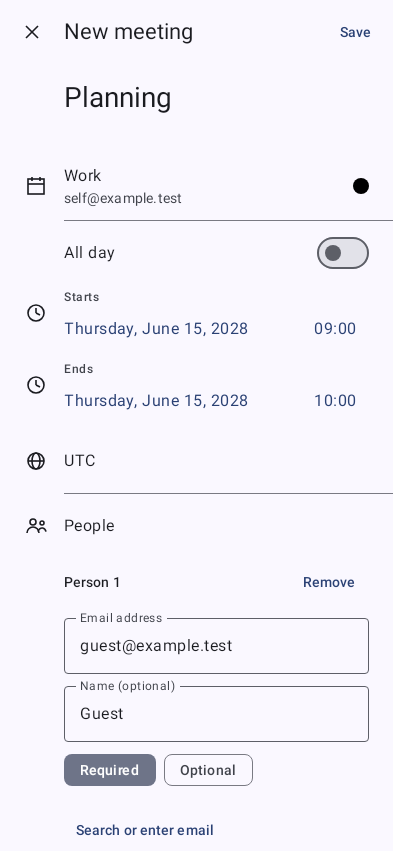 New meeting
Save
Planning
Work
self@example.test
All day
Starts
Thursday, June 15, 2028 09:00
Ends
Thursday, June 15, 2028 10:00
UTC
People
Person 1 Remove
Email address
guest@example.test
Name (optional)
Guest
Required Optional
Search or enter email